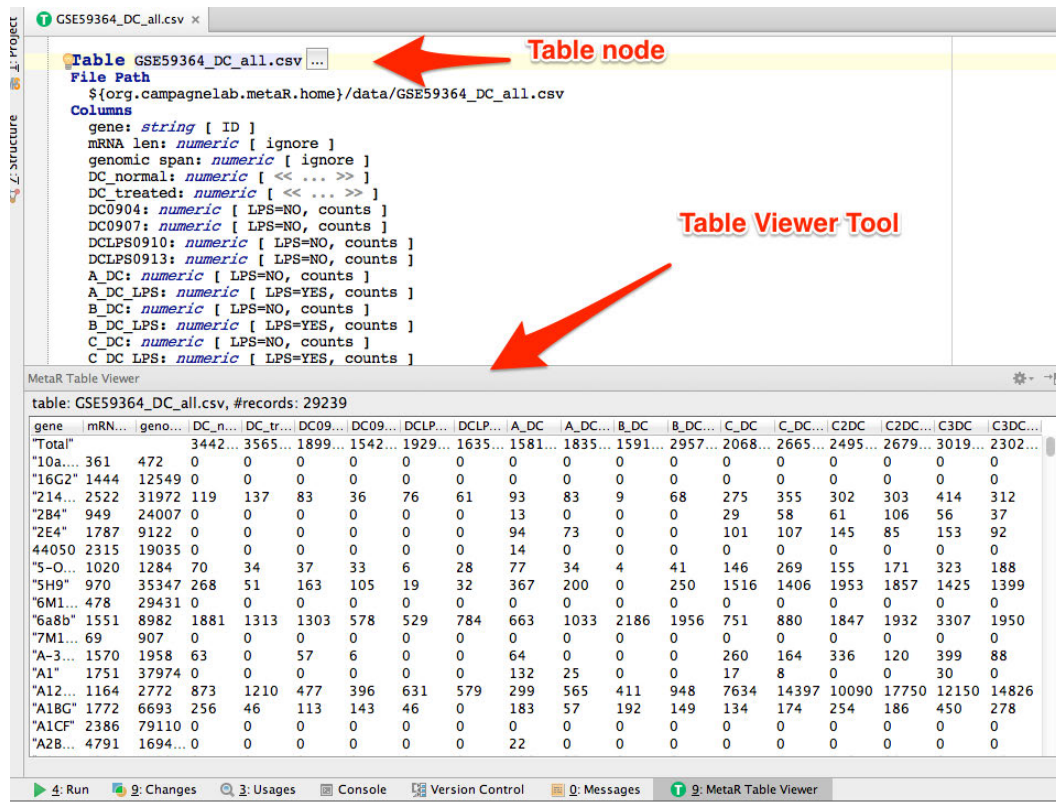 GSE59364_DC_all.csv ×
1: Project
Z: Structure
Table GSE59364_DC_all.csv ...
Table node
File Path
${org.campagnelab.metaR.home}/data/GSE59364_DC_all.csv
Columns
gene: string [ ID ]
mRNA len: numeric [ ignore ]
genomic span: numeric [ ignore ]
DC_normal: numeric [ << ... >> ]
DC_treated: numeric [ << ... >> ]
DC0904: numeric [ LPS=NO, counts ]
DC0907: numeric [ LPS=NO, counts ]
Table Viewer Tool
DCLPS0910: numeric [ LPS=NO, counts ]
DCLPS0913: numeric [ LPS=NO, counts ]
A_DC: numeric [ LPS=NO, counts ]
A_DC_LPS: numeric [ LPS=YES, counts ]
B_DC: numeric [ LPS=NO, counts ]
B_DC_LPS: numeric [ LPS=YES, counts ]
C_DC: numeric [ LPS=NO, counts ]
C_DC_LPS: numeric [ LPS=YES, counts ]
MetaR Table Viewer
table: GSE59364_DC_all.csv, #records: 29239
gene mRN... geno... DC_n... DC_tr... DC09... DC09... DCLP... DCLP... A_DC A_DC... B_DC B_DC... C_DC C_DC... C2DC C2DC... C3DC C3DC...
"Total" 3442... 3565... 1899... 1542... 1929... 1635... 1581... 1835... 1591... 2957... 2068... 2665... 2495... 2679... 3019... 2302...
"10a.... 361 472 0 0 0 0 0 0 0 0 0 0 0 0 0 0 0 0
"16G2" 1444 12549 0 0 0 0 0 0 0 0 0 0 0 0 0 0 0 0
"214... 2522 31972 119 137 83 36 76 61 93 83 9 68 275 355 302 303 414 312
"2B4" 949 24007 0 0 0 0 0 0 13 0 0 0 29 58 61 106 56 37
"2E4" 1787 9122 0 0 0 0 0 0 94 73 0 0 101 107 145 85 153 92
44050 2315 19035 0 0 0 0 0 0 14 0 0 0 0 0 0 0 0 0
"5-O... 1020 1284 70 34 37 33 6 28 77 34 4 41 146 269 155 171 323 188
"5H9" 970 35347 268 51 163 105 19 32 367 200 0 250 1516 1406 1953 1857 1425 1399
"6M1... 478 29431 0 0 0 0 0 0 0 0 0 0 0 0 0 0 0 0
"6a8b" 1551 8982 1881 1313 1303 578 529 784 663 1033 2186 1956 751 880 1847 1932 3307 1950
"7M1... 69 907 0 0 0 0 0 0 0 0 0 0 0 0 0 0 0 0
"A-3... 1570 1958 63 0 57 6 0 0 64 0 0 0 260 164 336 120 399 88
"A1" 1751 37974 0 0 0 0 0 0 132 25 0 0 17 8 0 0 30 0
"A12... 1164 2772 873 1210 477 396 631 579 299 565 411 948 7634 14397 10090 17750 12150 14826
"A1BG" 1772 6693 256 46 113 143 46 0 183 57 192 149 134 174 254 186 450 278
"A1CF" 2386 79110 0 0 0 0 0 0 0 0 0 0 0 0 0 0 0 0
"A2B... 4791 1694... 0 0 0 0 0 0 22 0 0 0 0 0 0 0 0 0
4: Run 9: Changes 3: Usages Console Version Control 0: Messages 9: MetaR Table Viewer